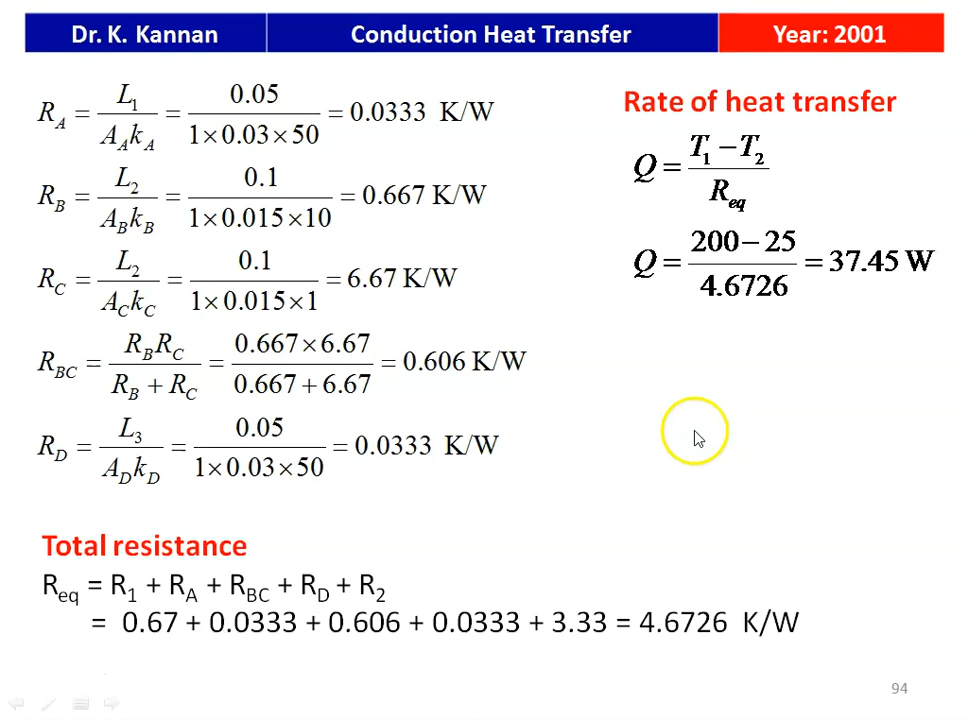 Dr. K. Kannan
Conduction Heat Transfer
Year: 2001
R_A = L_1 / (A_A k_A) = 0.05 / (1×0.03×50) = 0.0333 K/W
R_B = L_2 / (A_B k_B) = 0.1 / (1×0.015×10) = 0.667 K/W
R_C = L_2 / (A_C k_C) = 0.1 / (1×0.015×1) = 6.67 K/W
R_BC = R_B R_C / (R_B + R_C) = (0.667×6.67) / (0.667+6.67) = 0.606 K/W
R_D = L_3 / (A_D k_D) = 0.05 / (1×0.03×50) = 0.0333 K/W
Rate of heat transfer
Q = (T_1 − T_2) / R_eq
Q = (200 − 25) / 4.6726 = 37.45 W
Total resistance
R_eq = R_1 + R_A + R_BC + R_D + R_2
= 0.67 + 0.0333 + 0.606 + 0.0333 + 3.33 = 4.6726 K/W
94